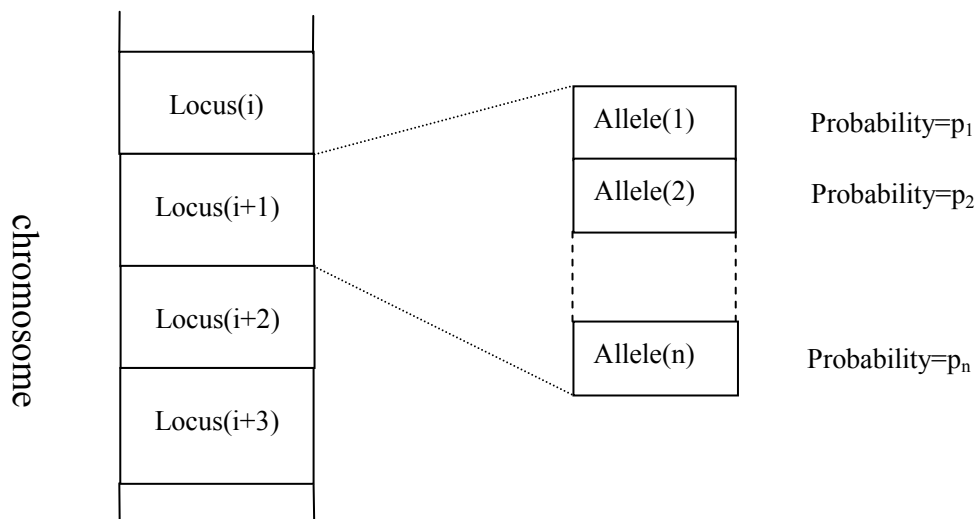 chromosome
Locus(i)
Locus(i+1)
Locus(i+2)
Locus(i+3)
Allele(1) Probability=p₁
Allele(2) Probability=p₂
Allele(n) Probability=pₙ